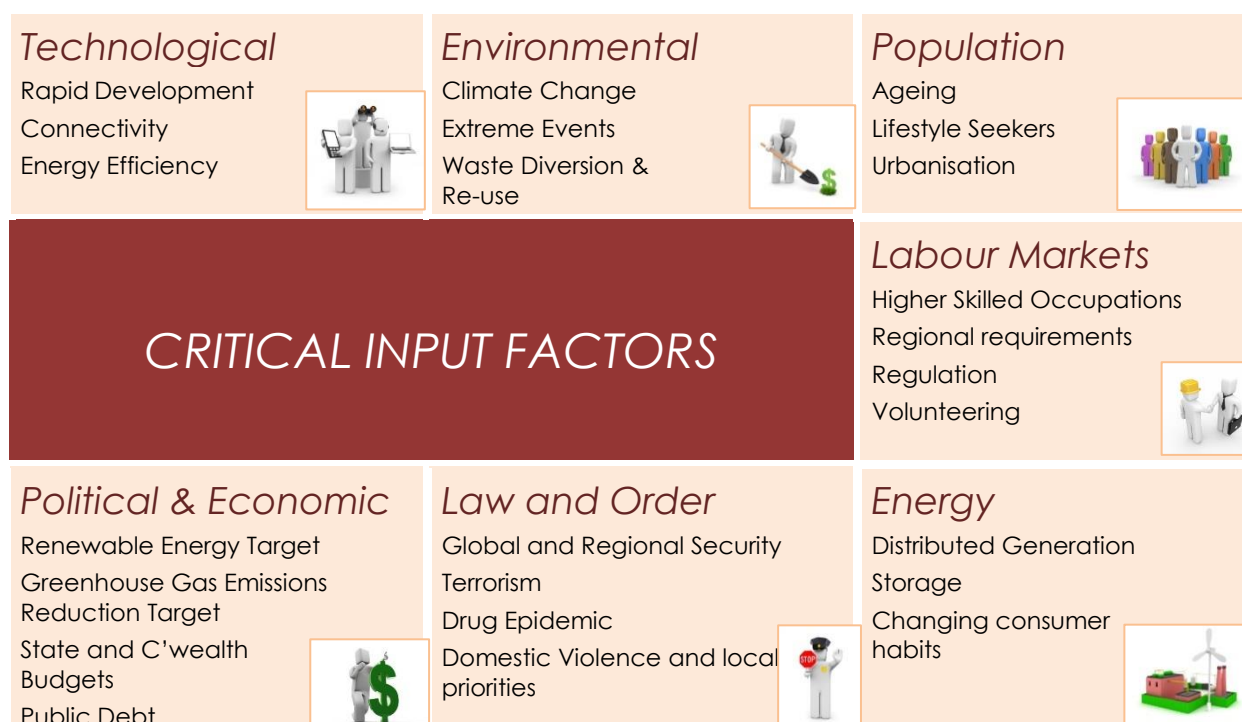 Technological
Rapid Development
Connectivity
Energy Efficiency
Environmental
Climate Change
Extreme Events
Waste Diversion &
Re-use
Population
Ageing
Lifestyle Seekers
Urbanisation
CRITICAL INPUT FACTORS
Labour Markets
Higher Skilled Occupations
Regional requirements
Regulation
Volunteering
Political & Economic
Renewable Energy Target
Greenhouse Gas Emissions
Reduction Target
State and C’wealth
Budgets
Public Debt
Law and Order
Global and Regional Security
Terrorism
Drug Epidemic
Domestic Violence and local
priorities
STOP
Energy
Distributed Generation
Storage
Changing consumer
habits